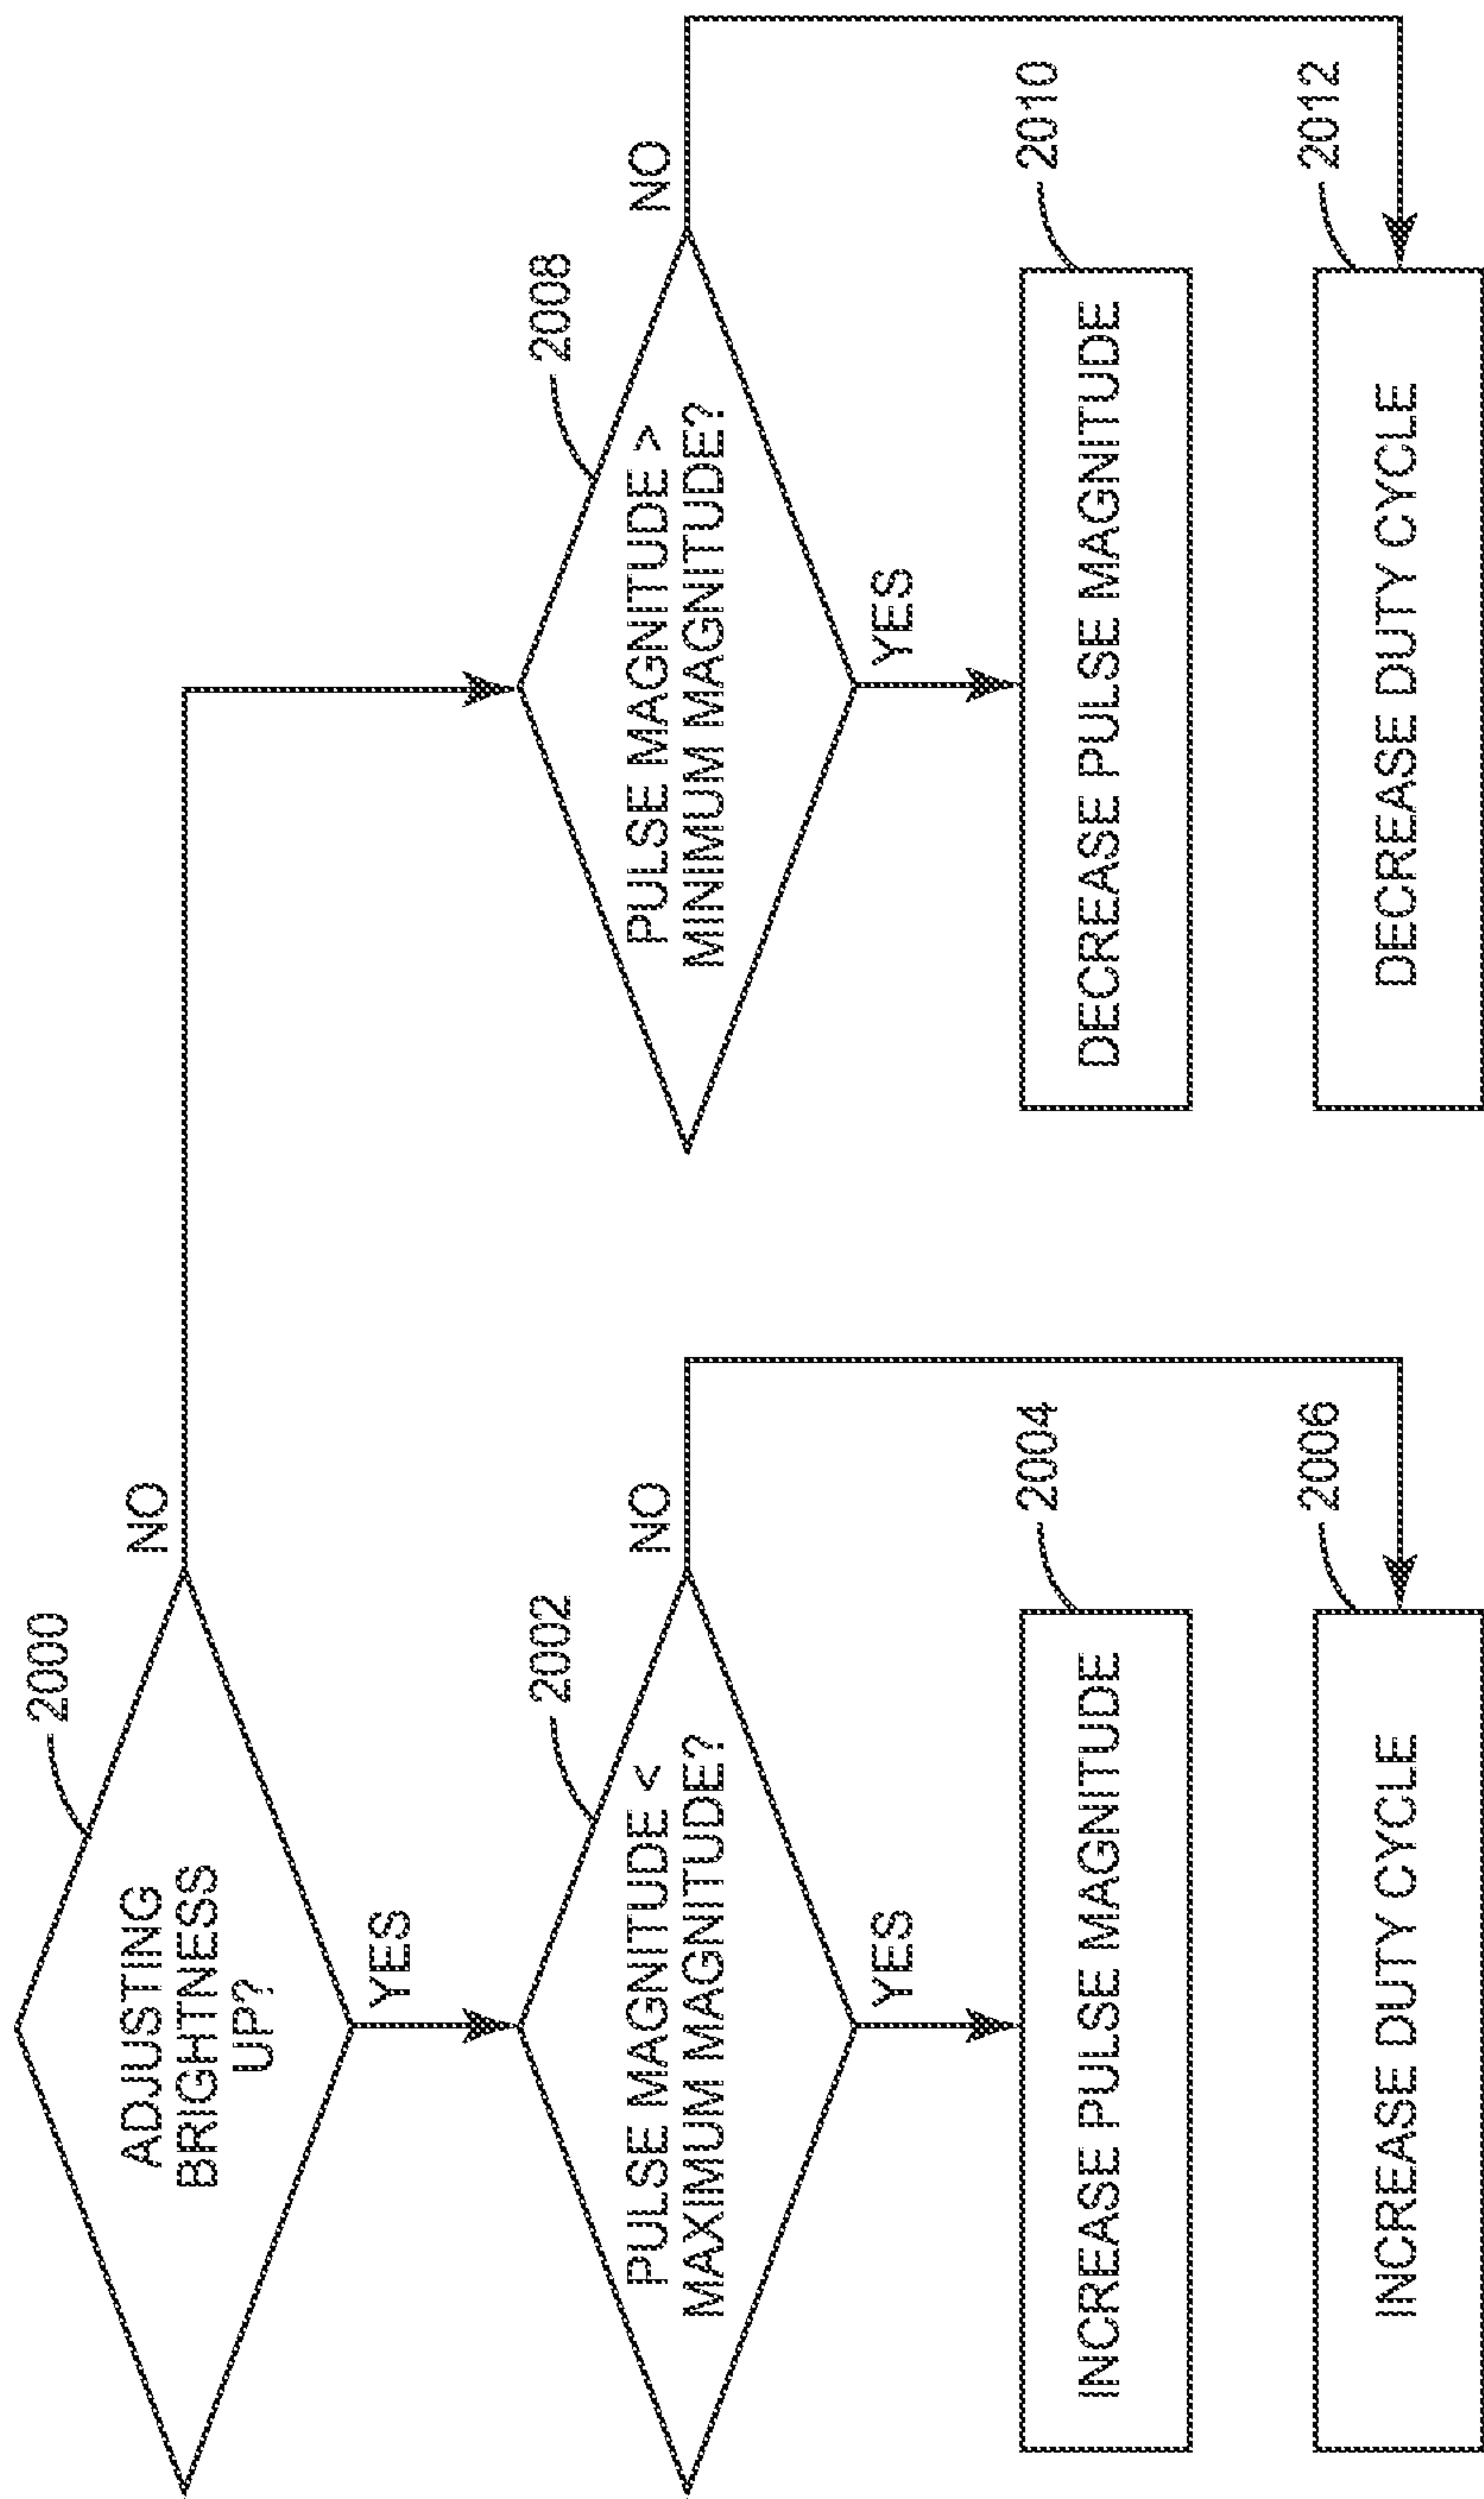 2000
ADJUSTING
BRIGHTNESS
UP?
NO
YES
2002
PULSE MAGNITUDE <
MAXIMUM MAGNITUDE?
NO
YES
2004
INCREASE PULSE MAGNITUDE
2006
INCREASE DUTY CYCLE
2008
PULSE MAGNITUDE >
MINIMUM MAGNITUDE?
NO
YES
2010
DECREASE PULSE MAGNITUDE
2012
DECREASE DUTY CYCLE